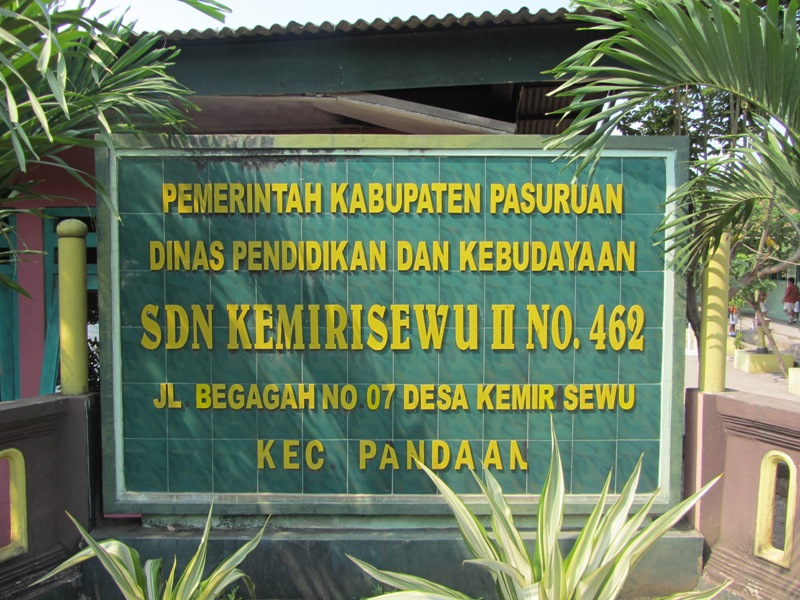 PEMERINTAH KABUPATEN PASURUAN
DINAS PENDIDIKAN DAN KEBUDAYAAN
SDN KEMIRISEWU II NO. 462
JL. BEGAGAH NO 07 DESA KEMIR SEWU
KEC. PANDAAN